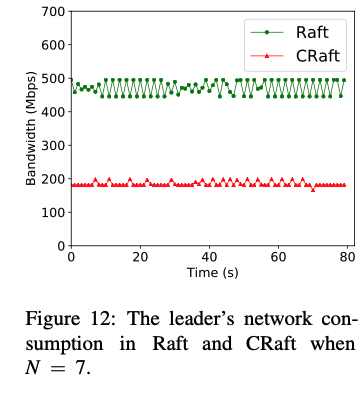 700
600
500
400
300
200
100
0
Bandwidth (Mbps)
Raft
CRaft
0 20 40 60 80
Time (s)
Figure 12: The leader's network con-
sumption in Raft and CRaft when
N = 7.